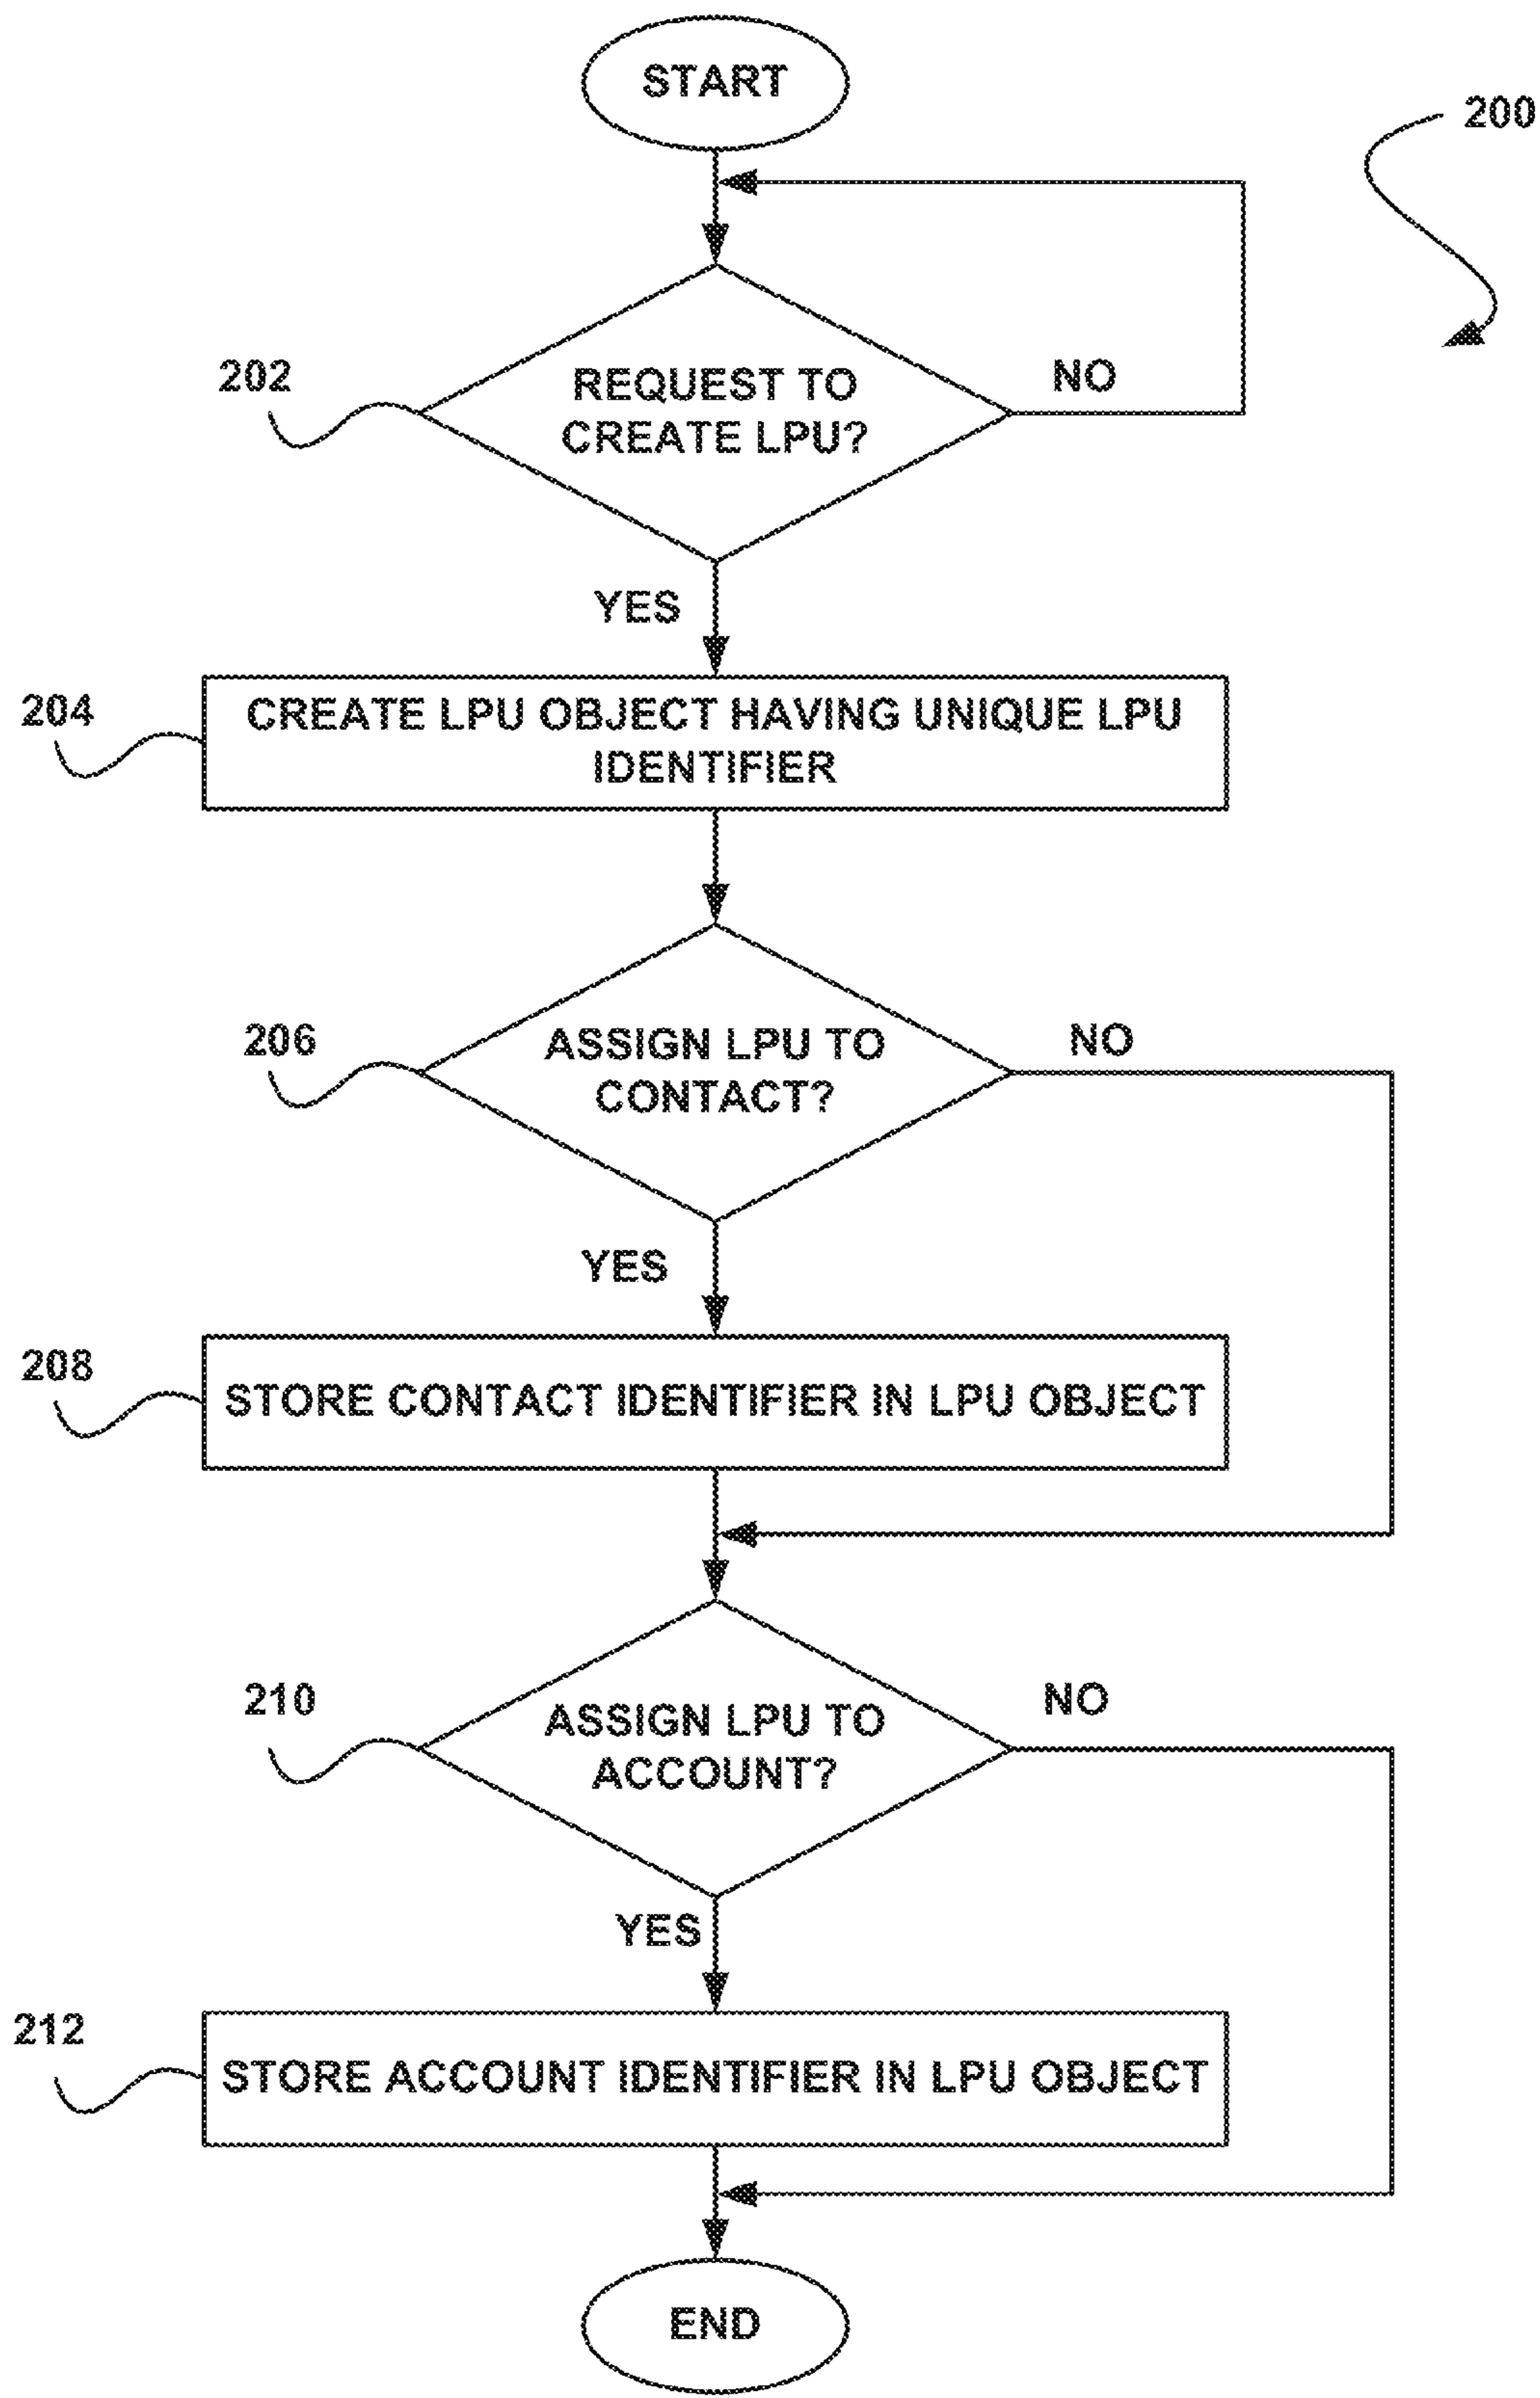 START
200
202
REQUEST TO
CREATE LPU?
NO
YES
204
CREATE LPU OBJECT HAVING UNIQUE LPU
IDENTIFIER
206
ASSIGN LPU TO
CONTACT?
NO
YES
208
STORE CONTACT IDENTIFIER IN LPU OBJECT
210
ASSIGN LPU TO
ACCOUNT?
NO
YES
212
STORE ACCOUNT IDENTIFIER IN LPU OBJECT
END